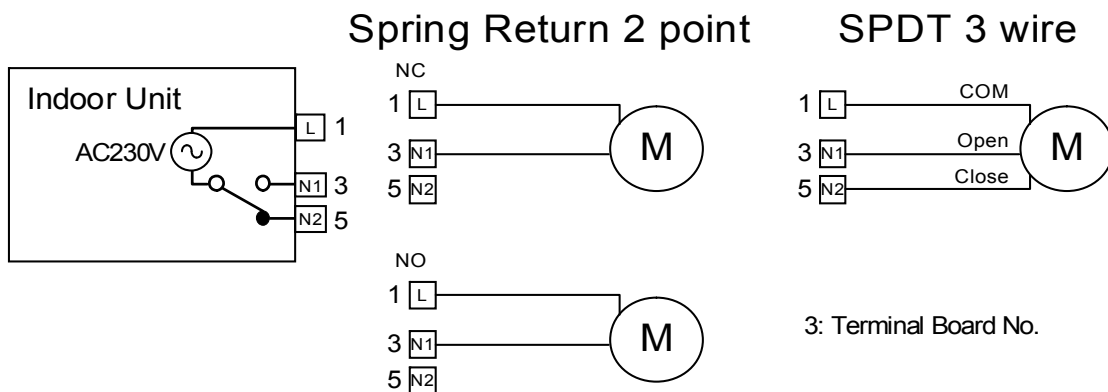 Spring Return 2 point
SPDT 3 wire
Indoor Unit
AC230V
L 1
N1 3
N2 5
NC
1 L
3 N1
5 N2
M
NO
1 L
3 N1
5 N2
M
1 L COM
3 N1 Open
5 N2 Close
M
3: Terminal Board No.